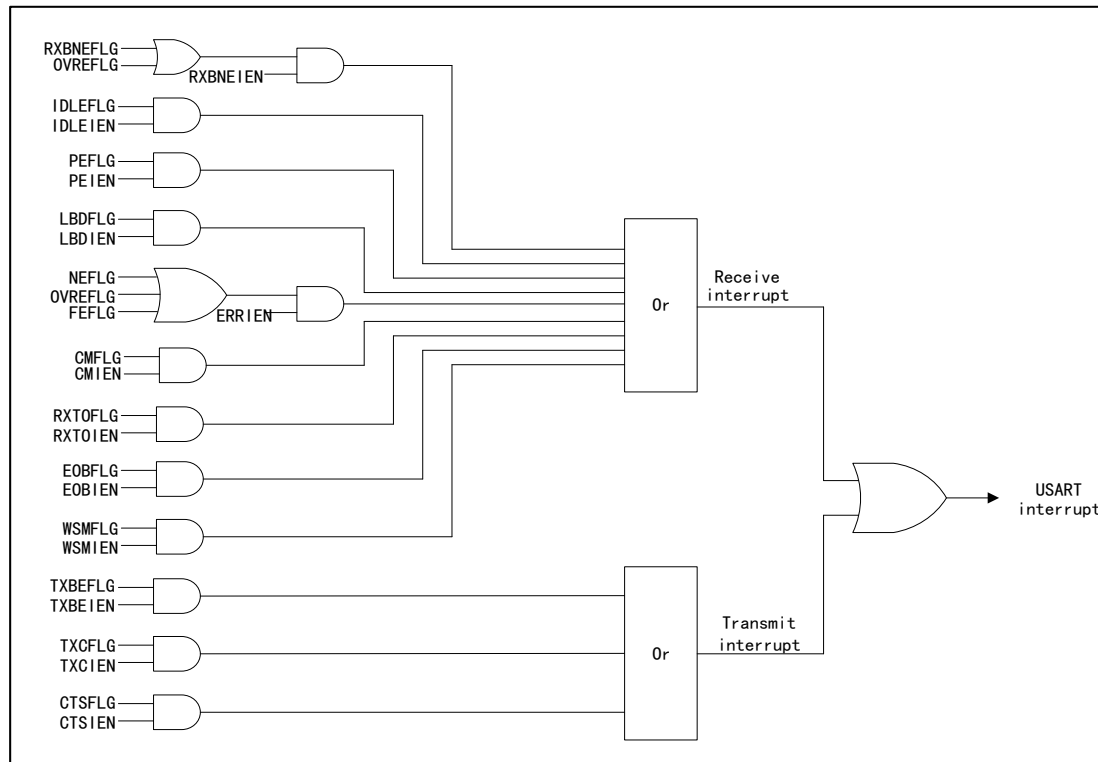 RXBNEFLG
OVREFLG
RXBNEIEN
IDLEFLG
IDLEIEN
PEFLG
PEIEN
LBDFLG
LBDIEN
NEFLG
OVREFLG
FEFLG
ERRIEN
CMFLG
CMIEN
RXTOFLG
RXTOIEN
EOBFLG
EOBIEN
WSMFLG
WSMIEN
TXBEFLG
TXBEIEN
TXCFLG
TXCIEN
CTSFLG
CTSIEN
Or
Receive
interrupt
Or
Transmit
interrupt
USART
interrupt